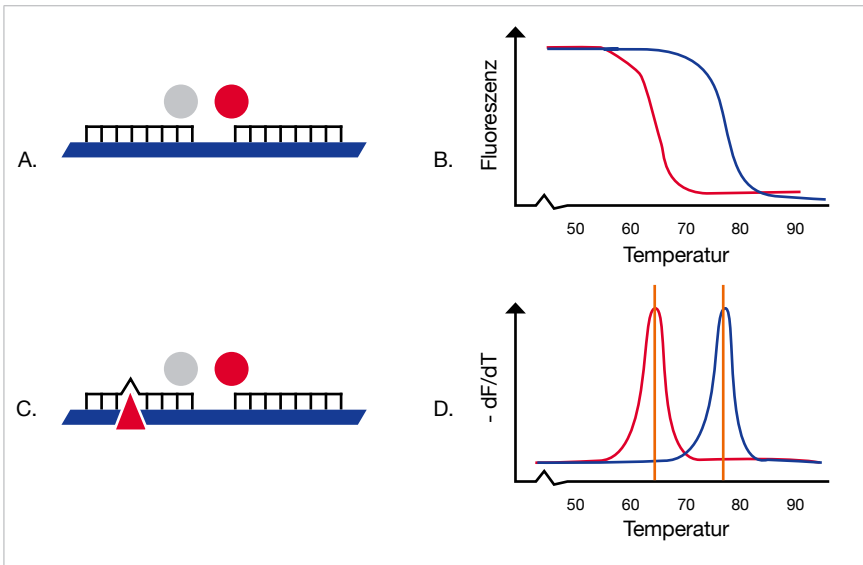 A.
B.
Fluoreszenz
50 60 70 80 90
Temperatur
C.
D.
- dF/dT
50 60 70 80 90
Temperatur